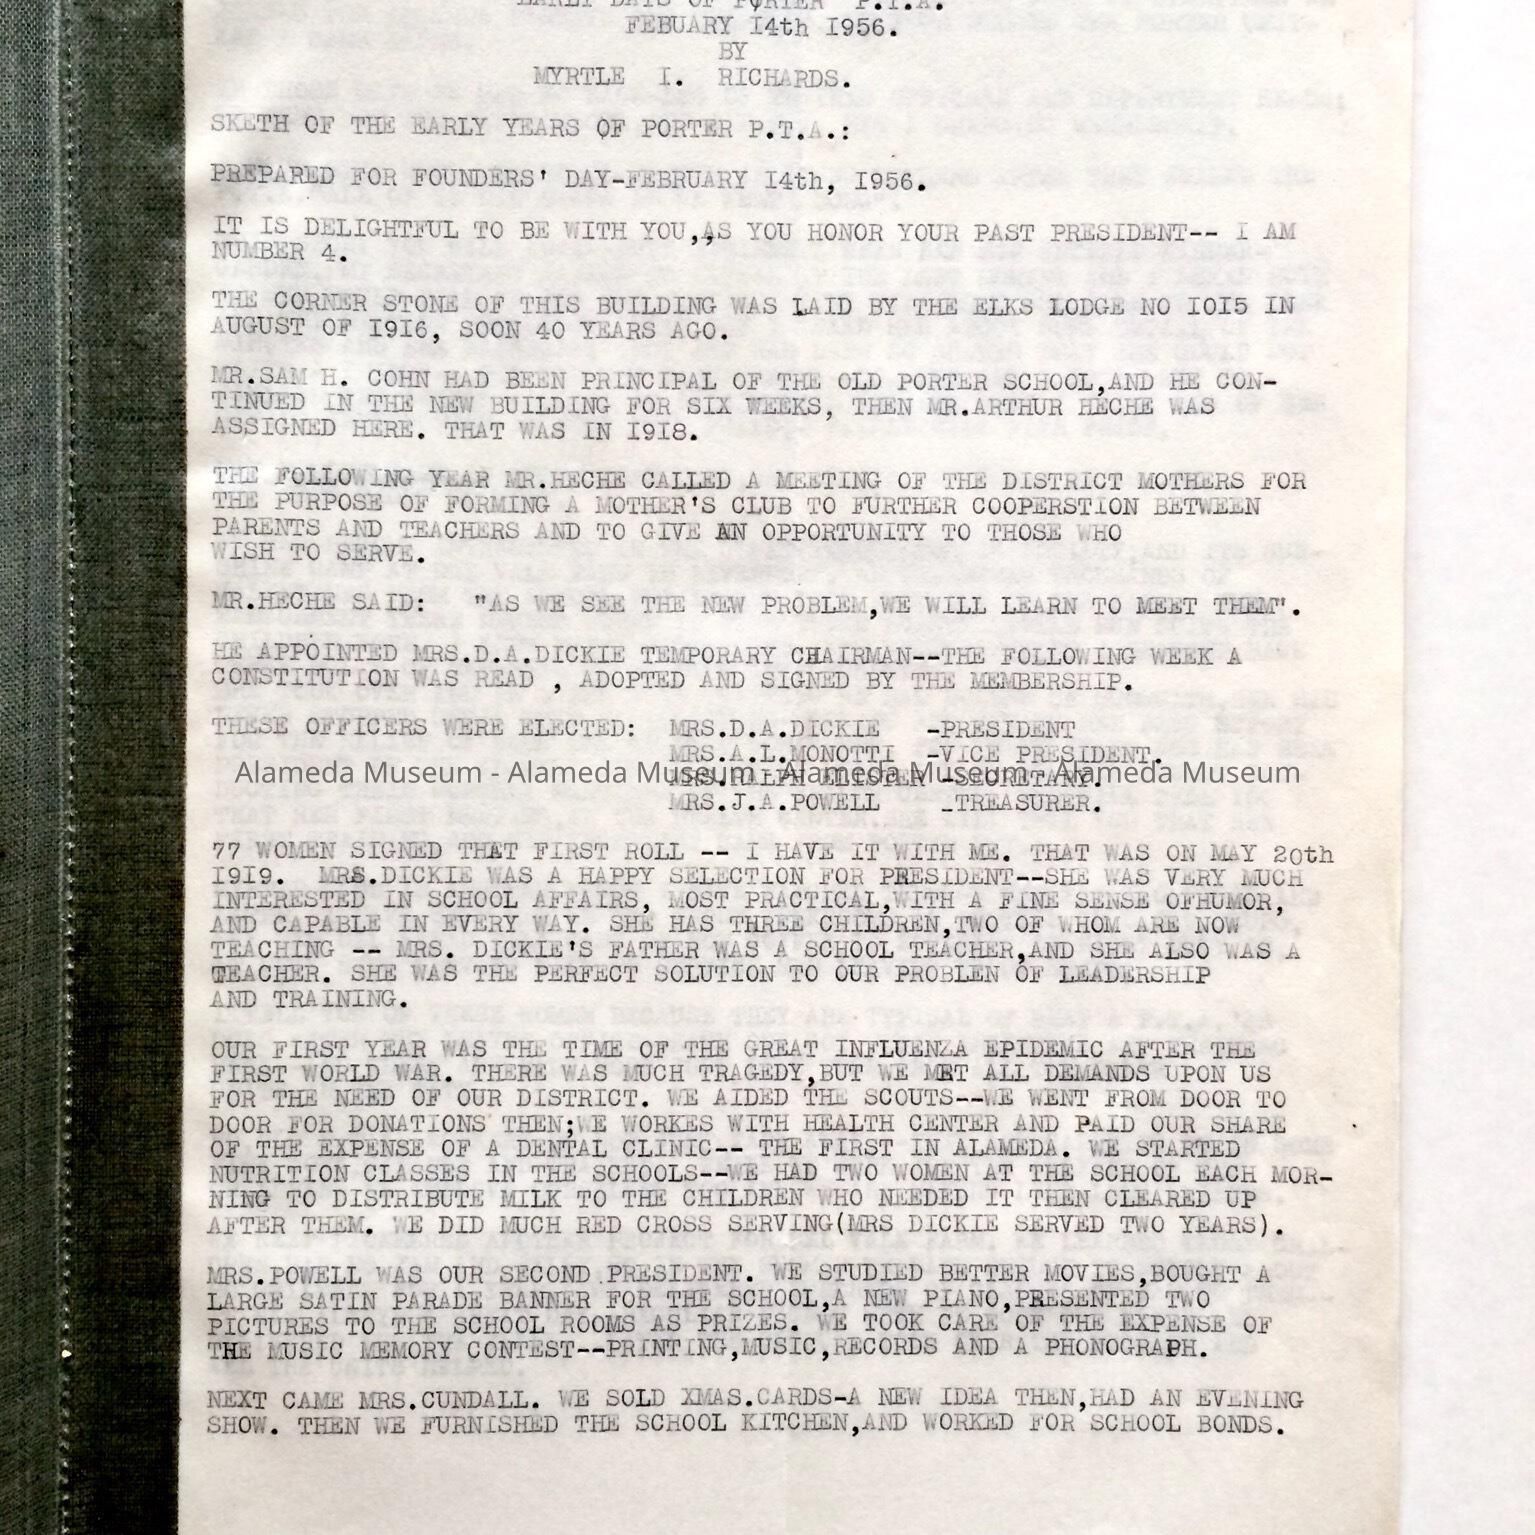 EARLY DAYS OF PORTER P.T.A.
FEBUARY I4th I956.
BY
MYRTLE I. RICHARDS.
SKETH OF THE EARLY YEARS OF PORTER P.T.A.:
PREPARED FOR FOUNDERS' DAY-FEBRUARY I4th, I956.
IT IS DELIGHTFUL TO BE WITH YOU,AS YOU HONOR YOUR PAST PRESIDENT-- I AM
NUMBER 4.
THE CORNER STONE OF THIS BUILDING WAS LAID BY THE ELKS LODGE NO I0I5 IN
AUGUST OF I9I6, SOON 40 YEARS AGO.
MR.SAM H. COHN HAD BEEN PRINCIPAL OF THE OLD PORTER SCHOOL,AND HE CON-
TINUED IN THE NEW BUILDING FOR SIX WEEKS, THEN MR.ARTHUR HECHE WAS
ASSIGNED HERE. THAT WAS IN I9I8.
THE FOLLOWING YEAR MR.HECHE CALLED A MEETING OF THE DISTRICT MOTHERS FOR
THE PURPOSE OF FORMING A MOTHER'S CLUB TO FURTHER COOPERSTION BETWEEN
PARENTS AND TEACHERS AND TO GIVE AN OPPORTUNITY TO THOSE WHO
WISH TO SERVE.
MR.HECHE SAID: "AS WE SEE THE NEW PROBLEM,WE WILL LEARN TO MEET THEM".
HE APPOINTED MRS.D.A.DICKIE TEMPORARY CHAIRMAN--THE FOLLOWING WEEK A
CONSTITUTION WAS READ , ADOPTED AND SIGNED BY THE MEMBERSHIP.
THESE OFFICERS WERE ELECTED: MRS.D.A.DICKIE -PRESIDENT
MRS.A.L.MONOTTI -VICE PRESIDENT.
Alameda Museum - Alameda Museum - Alameda Museum - Alameda Museum
MRS.RALPH -SECRETARY.
MRS.J.A.POWELL -TREASURER.
77 WOMEN SIGNED THAT FIRST ROLL -- I HAVE IT WITH ME. THAT WAS ON MAY 20th
I9I9. MRS.DICKIE WAS A HAPPY SELECTION FOR PRESIDENT--SHE WAS VERY MUCH
INTERESTED IN SCHOOL AFFAIRS, MOST PRACTICAL,WITH A FINE SENSE OFHUMOR,
AND CAPABLE IN EVERY WAY. SHE HAS THREE CHILDREN,TWO OF WHOM ARE NOW
TEACHING -- MRS. DICKIE'S FATHER WAS A SCHOOL TEACHER,AND SHE ALSO WAS A
TEACHER. SHE WAS THE PERFECT SOLUTION TO OUR PROBLEN OF LEADERSHIP
AND TRAINING.
OUR FIRST YEAR WAS THE TIME OF THE GREAT INFLUENZA EPIDEMIC AFTER THE
FIRST WORLD WAR. THERE WAS MUCH TRAGEDY,BUT WE MET ALL DEMANDS UPON US
FOR THE NEED OF OUR DISTRICT. WE AIDED THE SCOUTS--WE WENT FROM DOOR TO
DOOR FOR DONATIONS THEN;WE WORKES WITH HEALTH CENTER AND PAID OUR SHARE
OF THE EXPENSE OF A DENTAL CLINIC-- THE FIRST IN ALAMEDA. WE STARTED
NUTRITION CLASSES IN THE SCHOOLS--WE HAD TWO WOMEN AT THE SCHOOL EACH MOR-
NING TO DISTRIBUTE MILK TO THE CHILDREN WHO NEEDED IT THEN CLEARED UP
AFTER THEM. WE DID MUCH RED CROSS SERVING(MRS DICKIE SERVED TWO YEARS).
MRS.POWELL WAS OUR SECOND PRESIDENT. WE STUDIED BETTER MOVIES,BOUGHT A
LARGE SATIN PARADE BANNER FOR THE SCHOOL,A NEW PIANO,PRESENTED TWO
PICTURES TO THE SCHOOL ROOMS AS PRIZES. WE TOOK CARE OF THE EXPENSE OF
THE MUSIC MEMORY CONTEST--PRINTING,MUSIC,RECORDS AND A PHONOGRAPH.
NEXT CAME MRS.CUNDALL. WE SOLD XMAS.CARDS-A NEW IDEA THEN,HAD AN EVENING
SHOW. THEN WE FURNISHED THE SCHOOL KITCHEN,AND WORKED FOR SCHOOL BONDS.